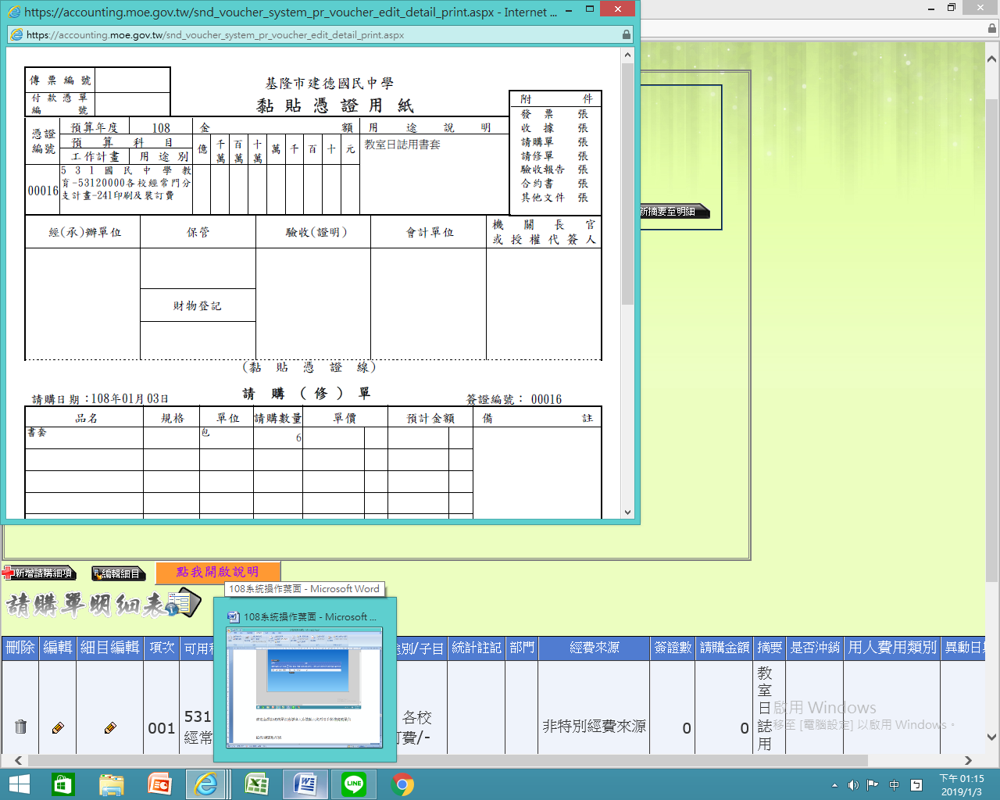 https://accounting.moe.gov.tw/snd_voucher_system_pr_voucher_edit_detail_print.aspx - Internet ...
https://accounting.moe.gov.tw/snd_voucher_system_pr_voucher_edit_detail_print.aspx
傳票編號
付款憑單
編號
基隆市建德國民中學
黏貼憑證用紙
附件
發票 張
收據 張
請購單 張
請修單 張
驗收報告 張
合約書 張
其他文件 張
憑證
編號
預算年度 108
金額
用途說明
預算科目
工作計畫 用途別
億 千萬 百萬 十萬 萬 千 百 十 元
教室日誌用書套
00016
531國民中學教
育-53120000各校經常門分
支計畫-241印刷及裝訂費
經(承)辦單位 保管 驗收(證明) 會計單位
機關長官
或授權代簽人
財物登記
(黏貼憑證線)
請購(修)單
請購日期:108年01月03日
簽證編號: 00016
品名 規格 單位 請購數量 單價 預計金額 備註
書套 包 6
新摘要至明細
新增請購細項 編輯細目 點我開啟說明
108系統操作葉面 - Microsoft Word
請購單明細表
108系統操作葉面 - Microsoft ...
刪除 編輯 細目編輯 項次 可用科 途別/子目 統計註記 部門 經費來源 簽證數 請購金額 摘要 是否沖銷 用人費用類別 異動日
001 531
經常
各校
訂費/-
非特別經費來源 0 0
教
室
日
誌
用
啟用 Windows
移至 [電腦設定] 以啟用 Windows。
LINE
中
ㄅ
下午 01:15
2019/1/3